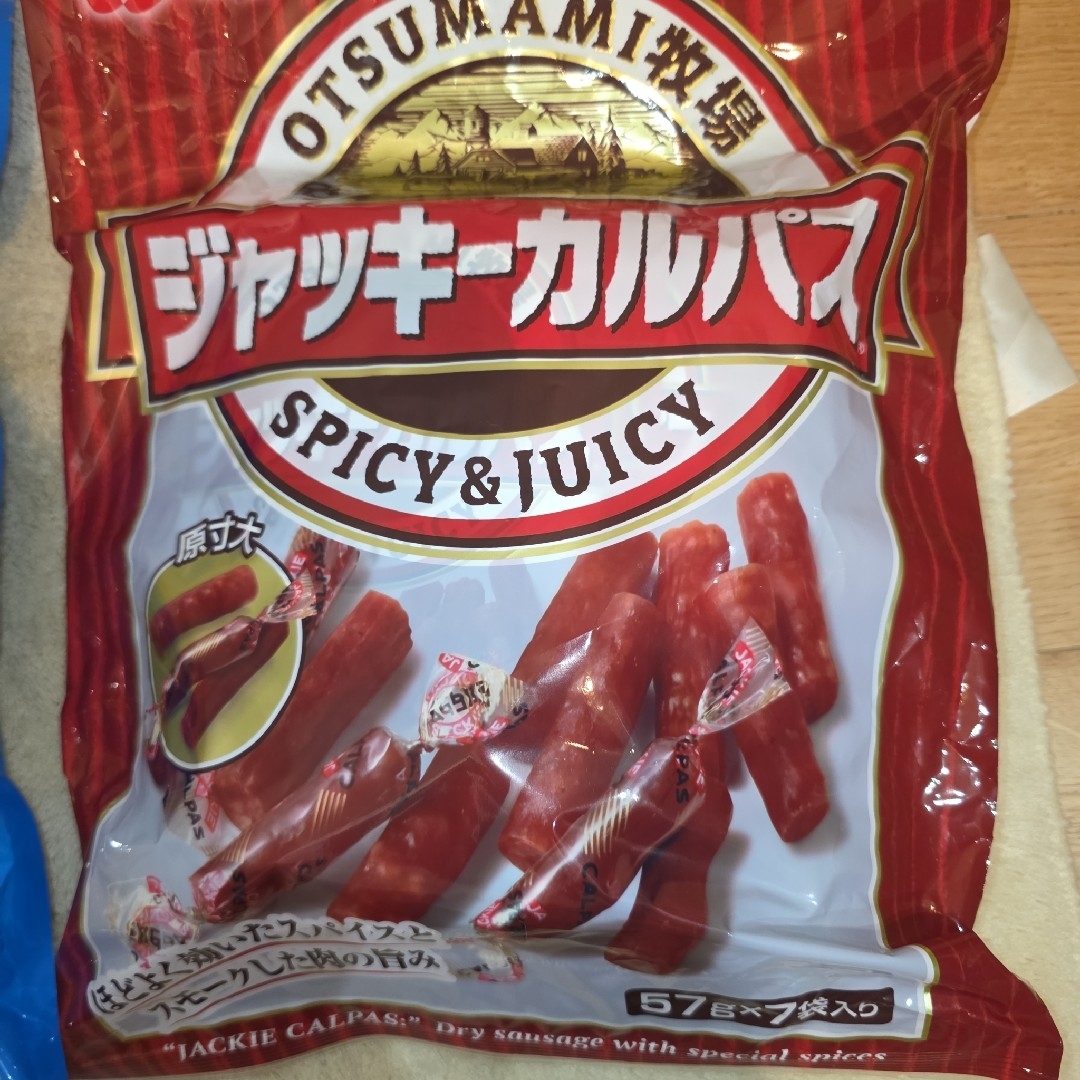 OTSUMAMI牧場
ジャッキーカルパス®
SPICY&JUICY
原寸大
CALPAS
ほどよく効いたスパイスと
スモークした肉の旨み
57g×7袋入り
"JACKIE CALPAS:" Dry sausage with special spices